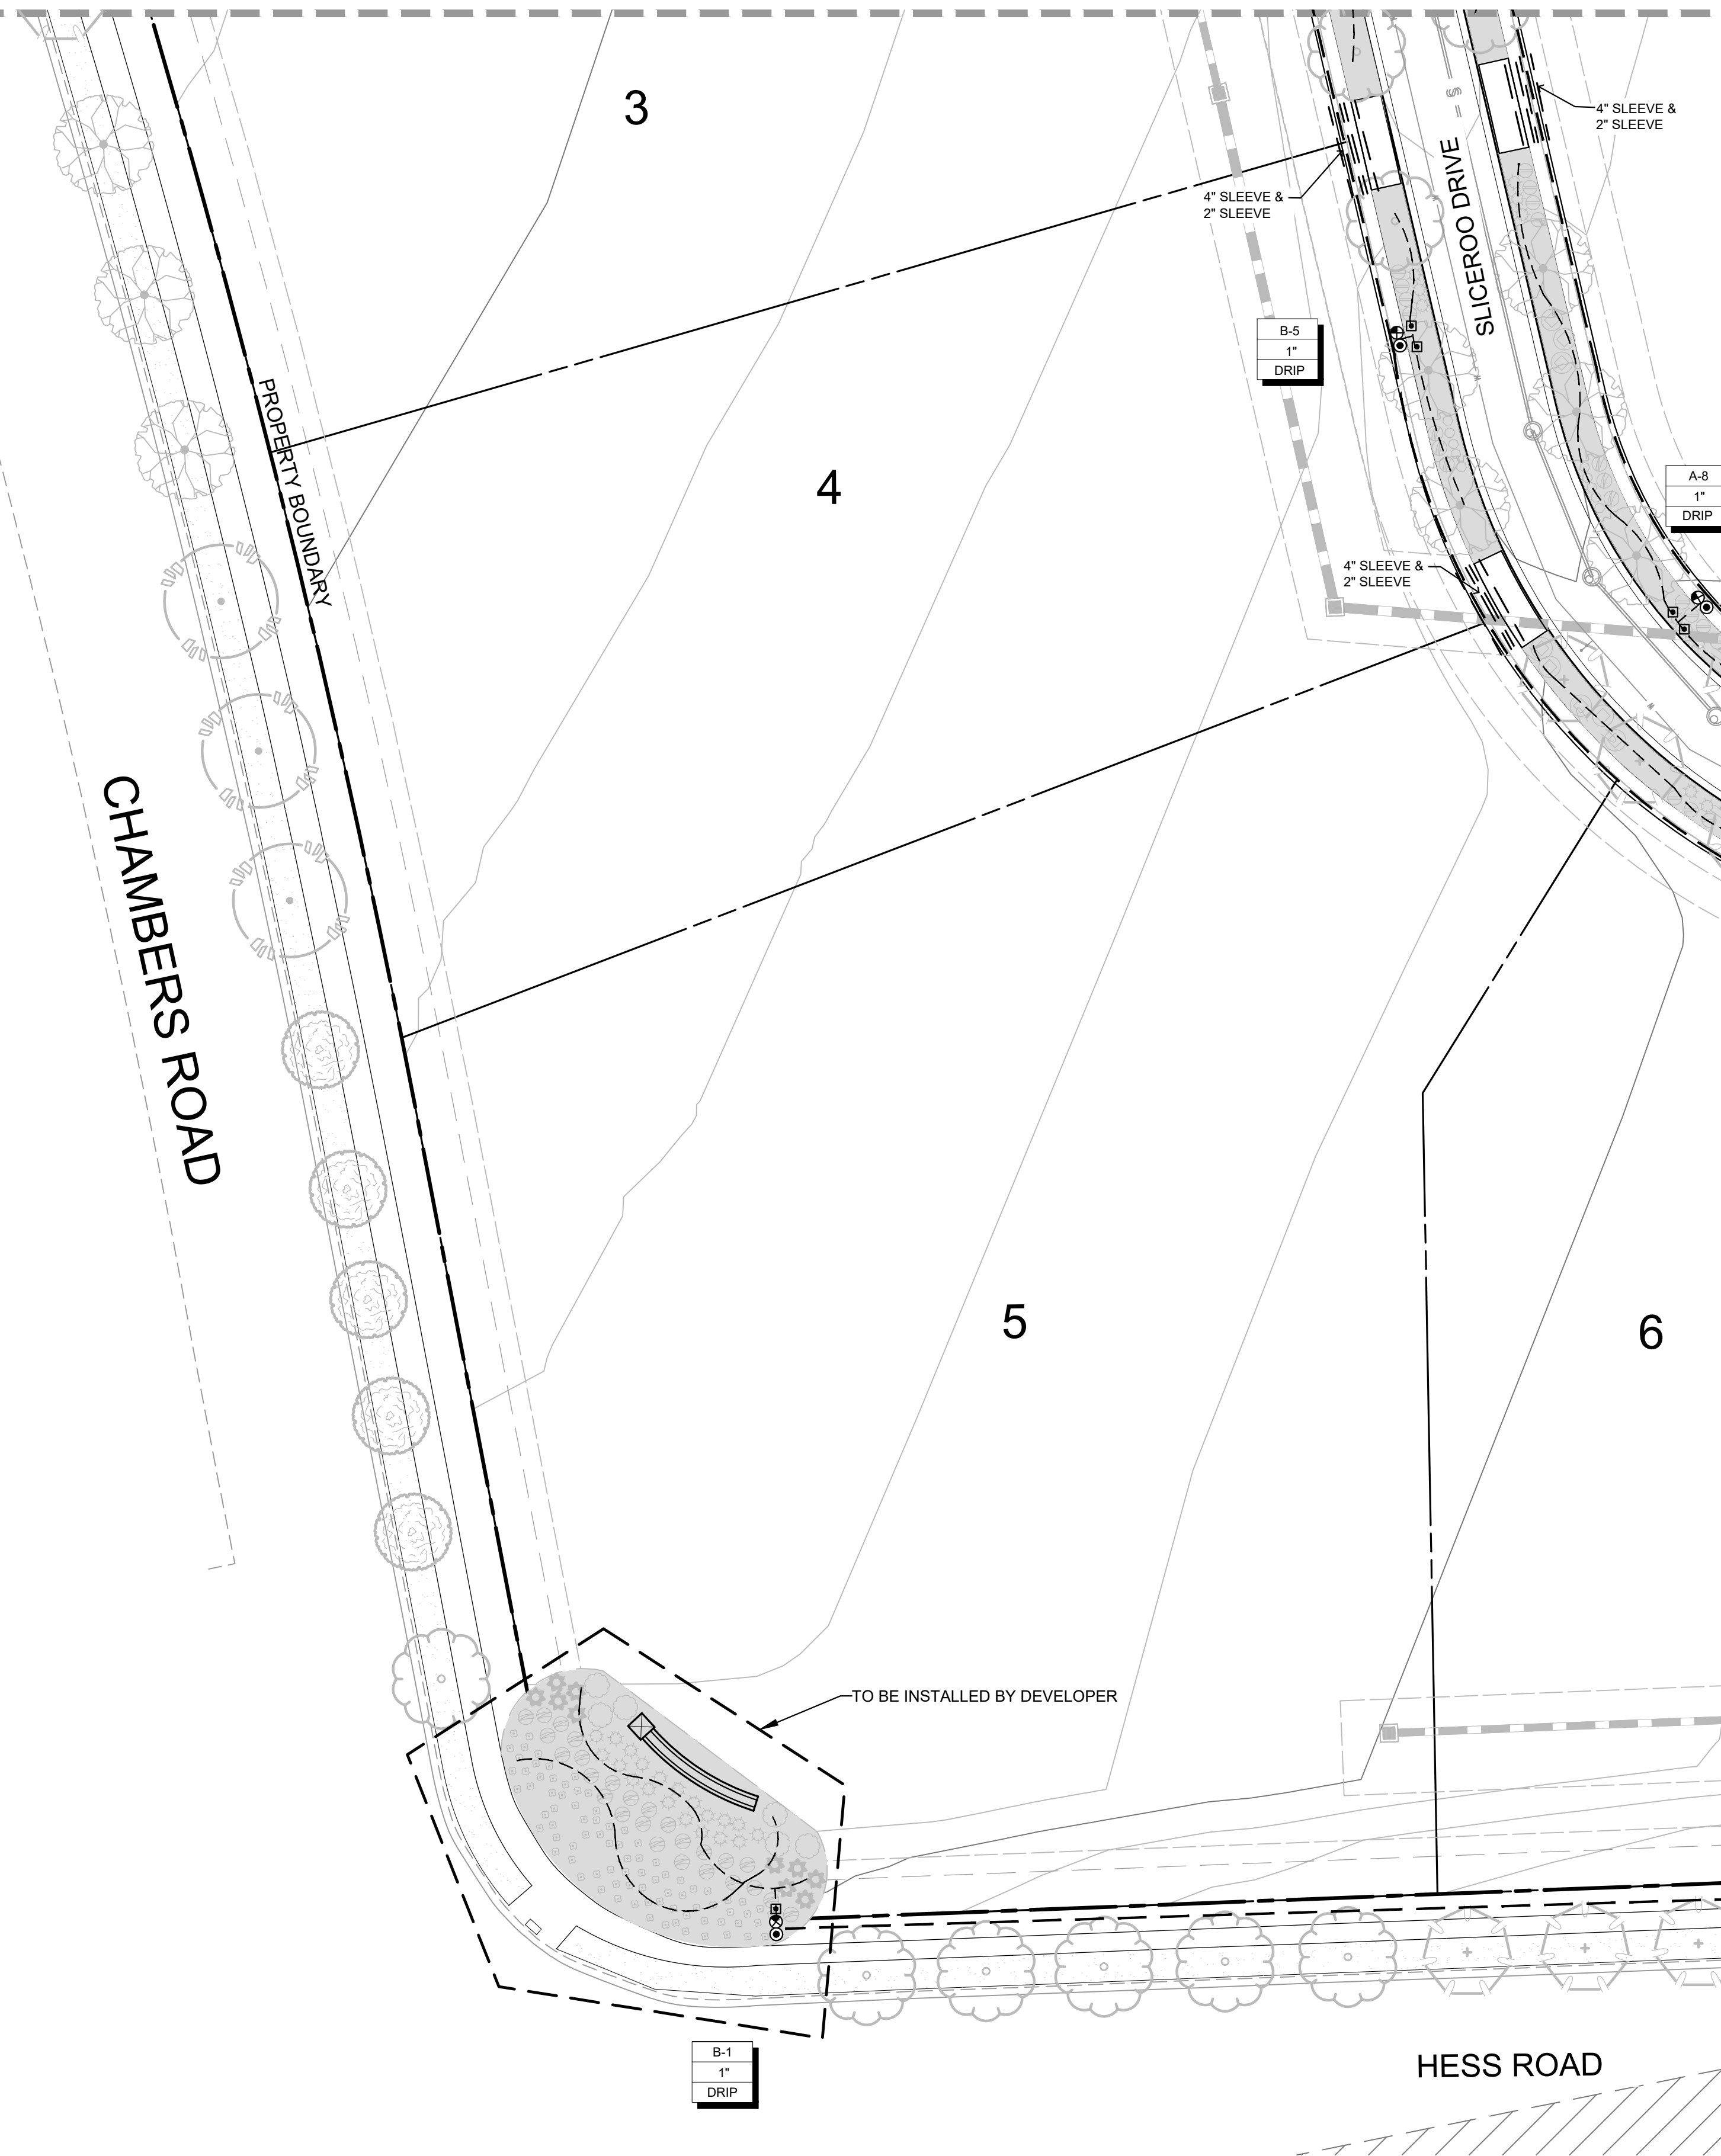 3
4" SLEEVE &
2" SLEEVE
4" SLEEVE &
2" SLEEVE
SLICEROO DRIVE
B-5
1"
DRIP
PROPERTY BOUNDARY
4
A-8
1"
DRIP
4" SLEEVE &
2" SLEEVE
CHAMBERS ROAD
5
6
TO BE INSTALLED BY DEVELOPER
B-1
1"
DRIP
HESS ROAD